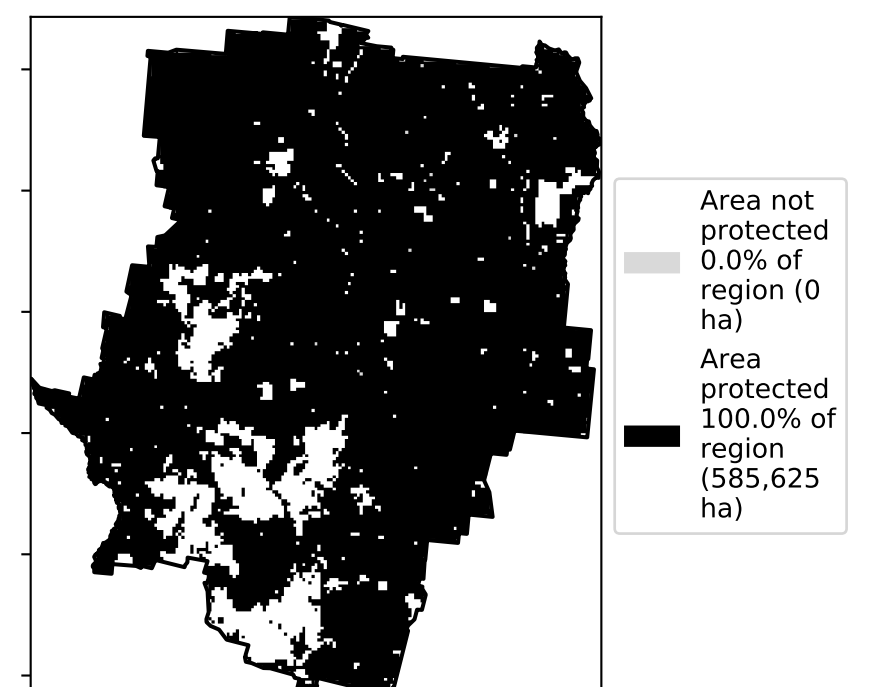 Area not
protected
0.0% of
region (0
ha)
Area
protected
100.0% of
region
(585,625
ha)